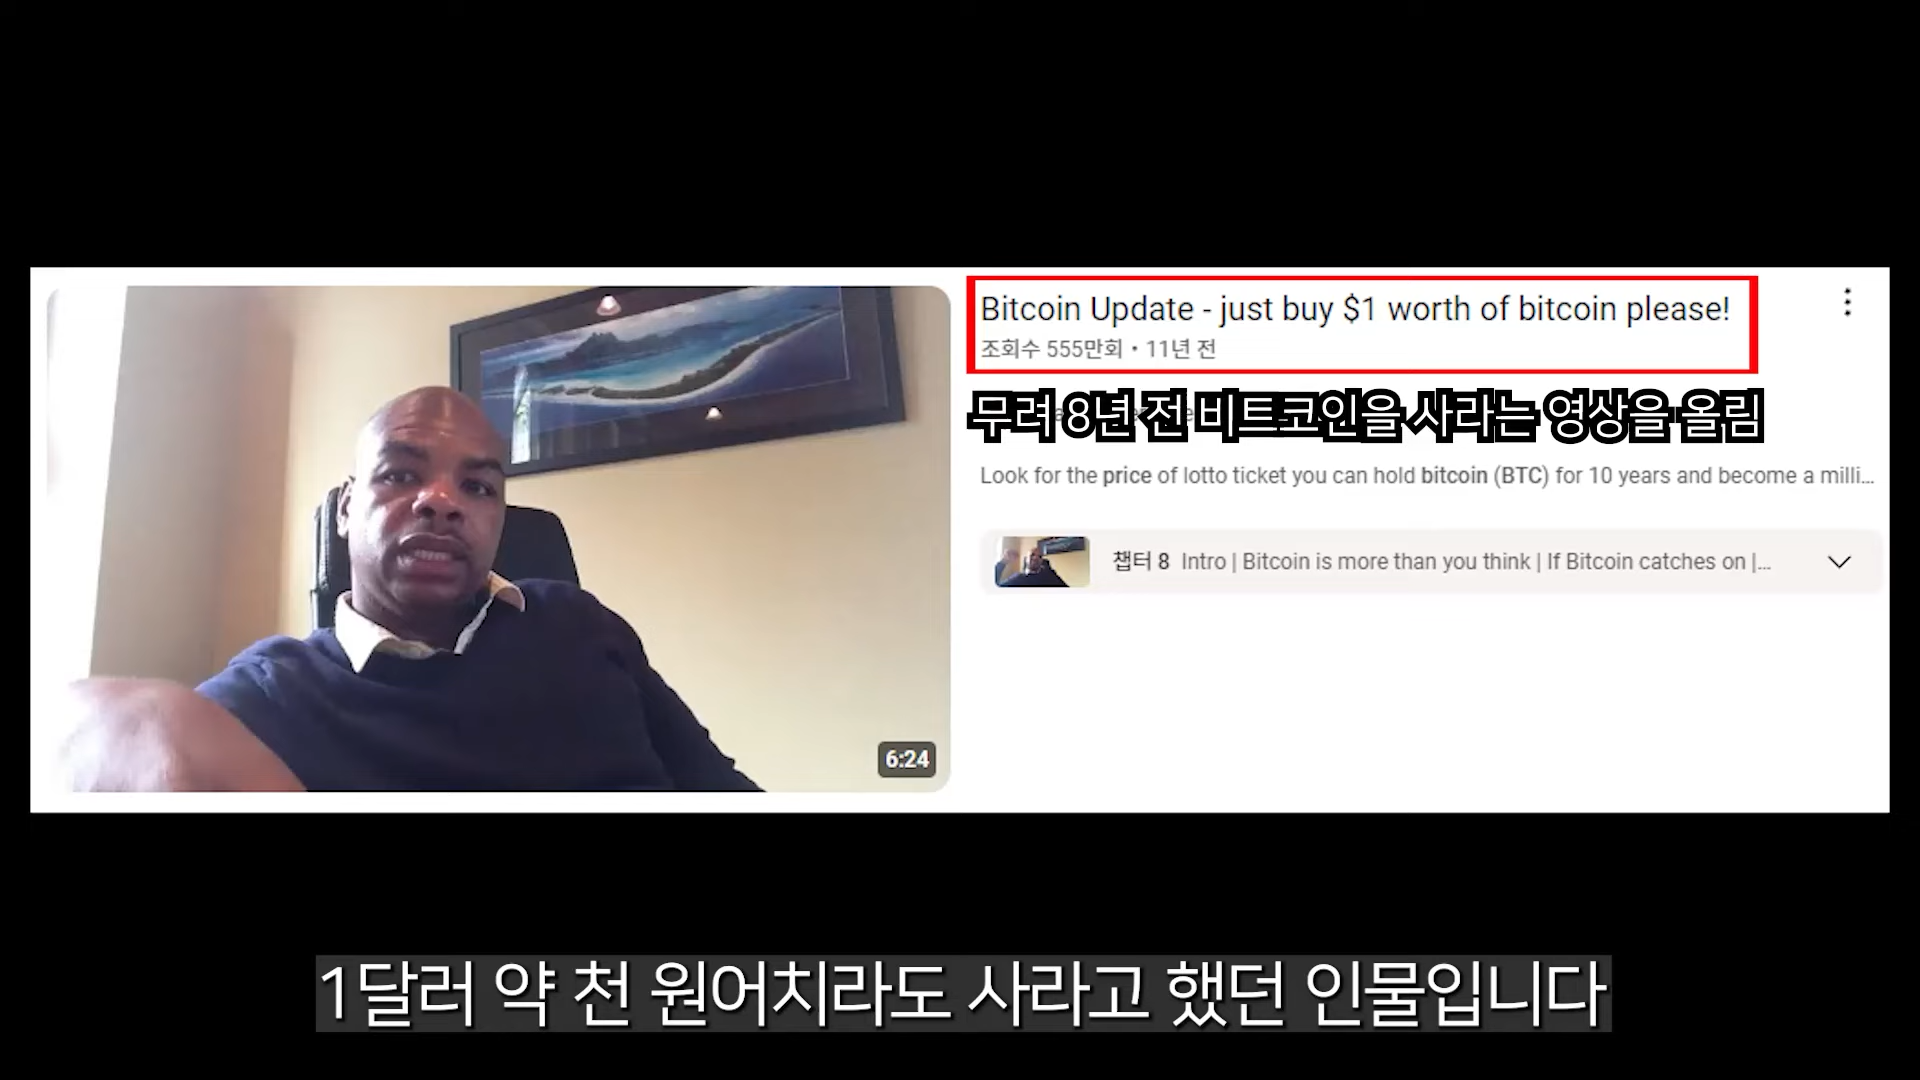 Bitcoin Update - just buy $1 worth of bitcoin please!
조회수 555만회 • 11년 전
무려 8년 전 비트코인을 사라는 영상을 올림
Look for the price of lotto ticket you can hold bitcoin (BTC) for 10 years and become a milli...
챕터 8 Intro | Bitcoin is more than you think | If Bitcoin catches on |...
6:24
1달러 약 천 원어치라도 사라고 했던 인물입니다